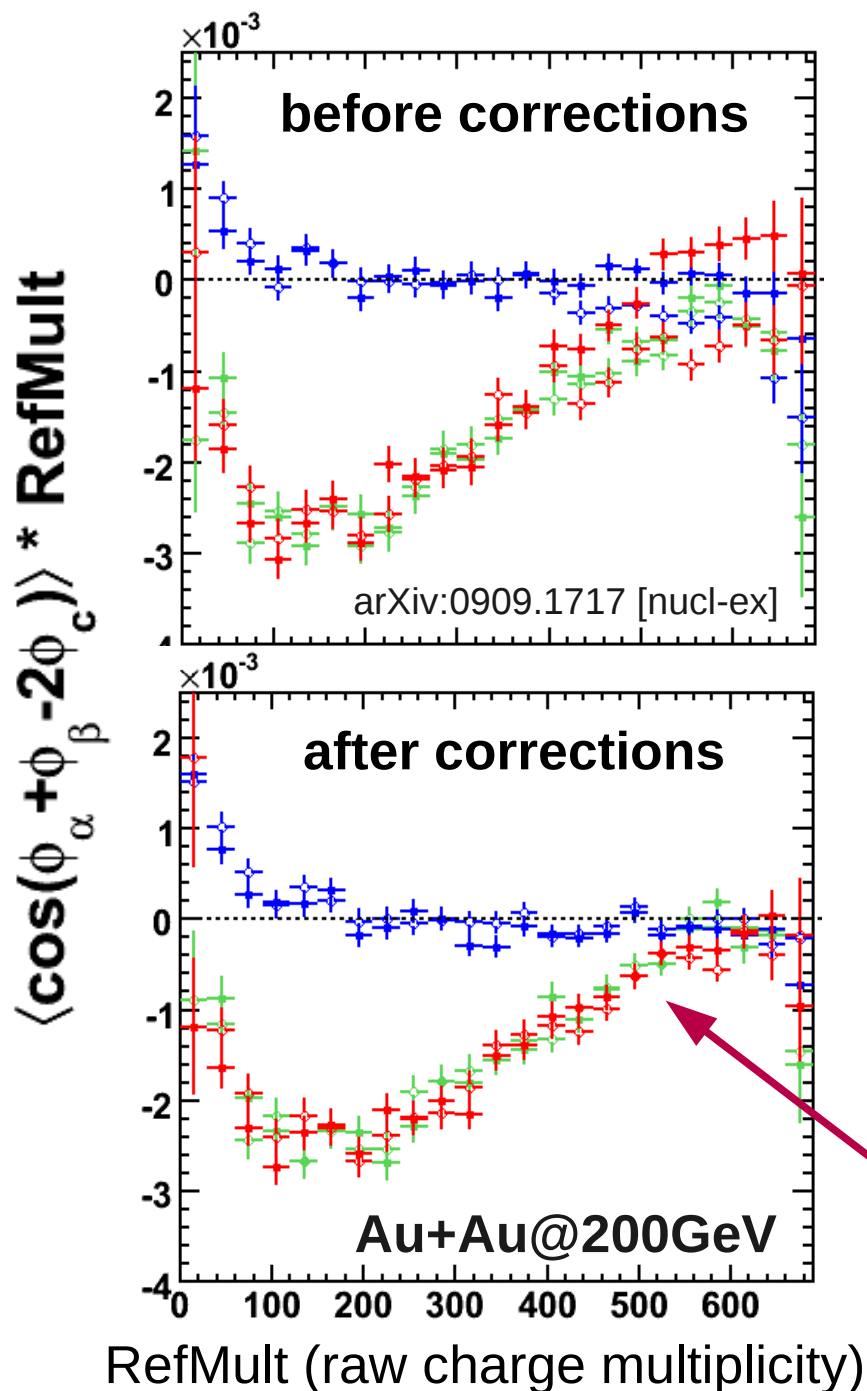 ×10⁻³
before corrections
2
1
0
-1
-2
-3
-4
arXiv:0909.1717 [nucl-ex]
⟨cos(ϕα+ϕβ-2ϕc)⟩* RefMult
×10⁻³
after corrections
2
1
0
-1
-2
-3
-4
Au+Au@200GeV
0 100 200 300 400 500 600
RefMult (raw charge multiplicity)